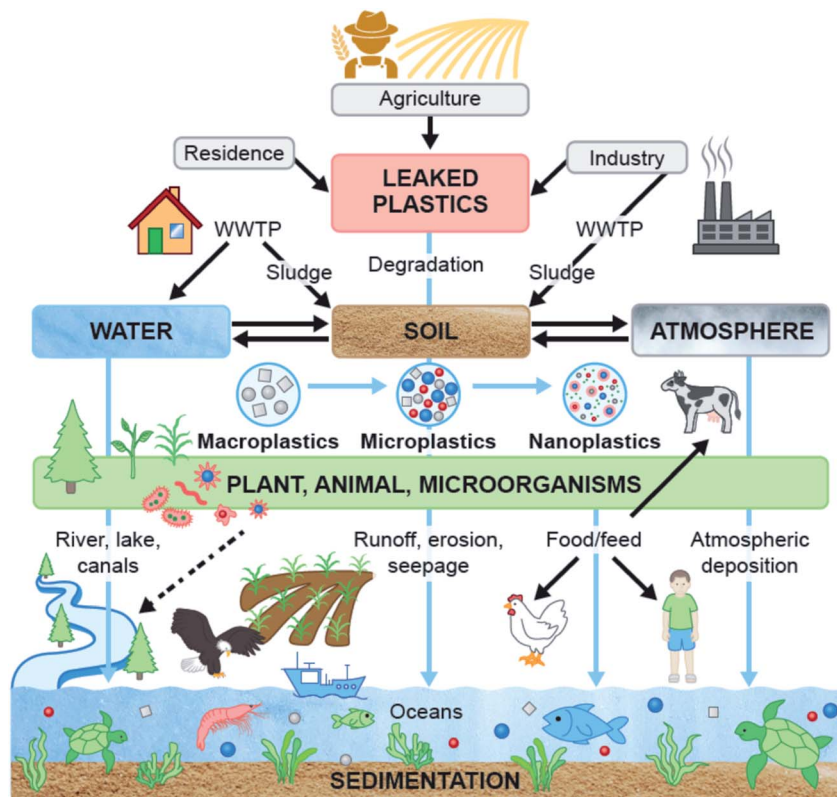 Agriculture
Residence
Industry
LEAKED
PLASTICS
WWTP
WWTP
Sludge
Degradation
Sludge
WATER
SOIL
ATMOSPHERE
Macroplastics
Microplastics
Nanoplastics
PLANT, ANIMAL, MICROORGANISMS
River, lake,
canals
Runoff, erosion,
seepage
Food/feed
Atmospheric
deposition
Oceans
SEDIMENTATION